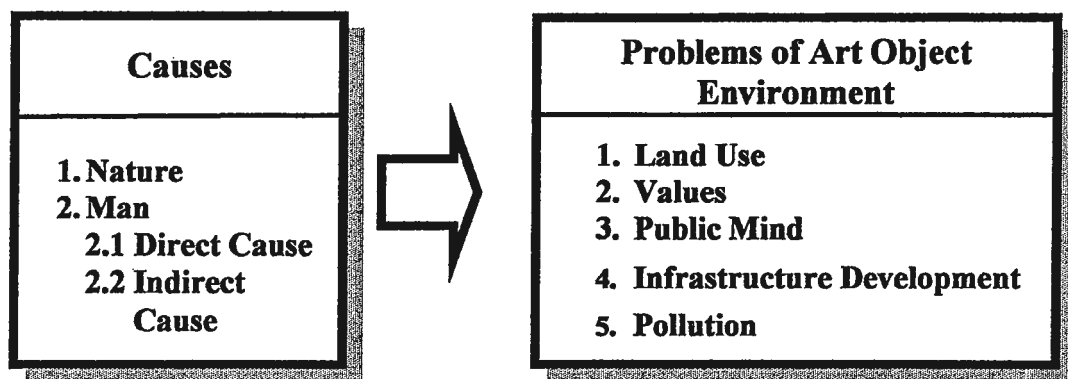 Causes
1. Nature
2. Man
2.1 Direct Cause
2.2 Indirect
Cause
Problems of Art Object
Environment
1. Land Use
2. Values
3. Public Mind
4. Infrastructure Development
5. Pollution